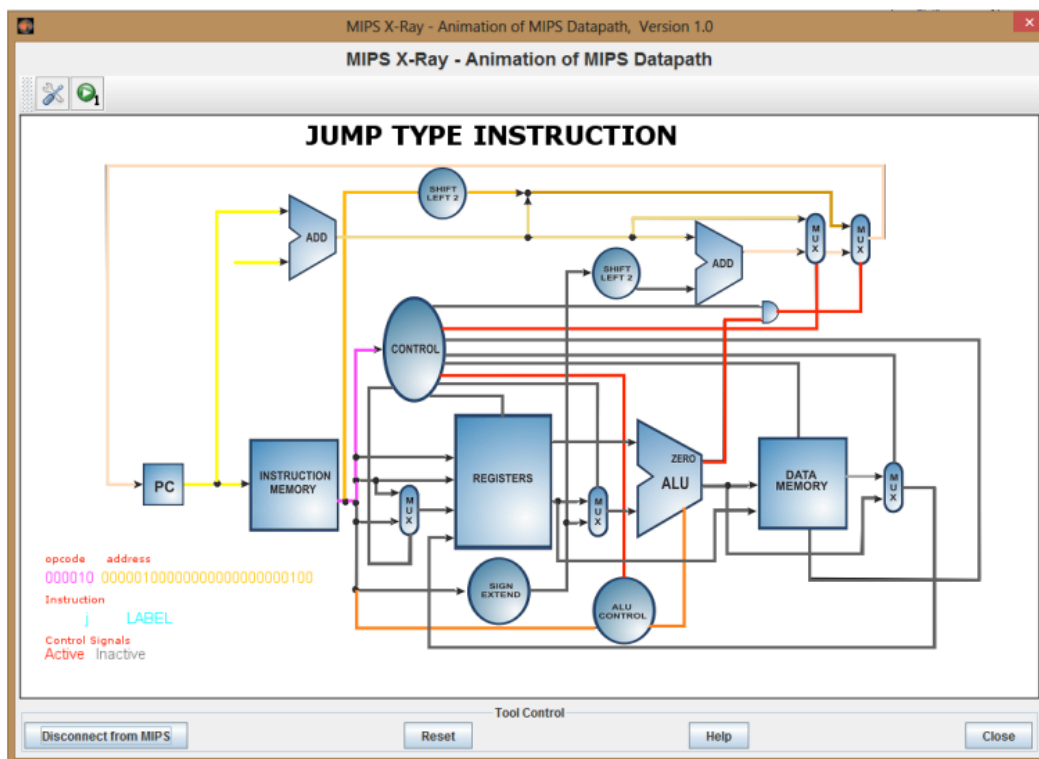 MIPS X-Ray - Animation of MIPS Datapath, Version 1.0
x
MIPS X-Ray - Animation of MIPS Datapath
1
JUMP TYPE INSTRUCTION
SHIFT
LEFT 2
ADD
MUX
MUX
SHIFT
LEFT 2
ADD
CONTROL
PC
INSTRUCTION
MEMORY
MUX
REGISTERS
MUX
ZERO
ALU
DATA
MEMORY
MUX
SIGN
EXTEND
ALU
CONTROL
opcode address
000010 00000100000000000000000100
Instruction
j LABEL
Control Signals
Active Inactive
Tool Control
Disconnect from MIPS Reset Help Close